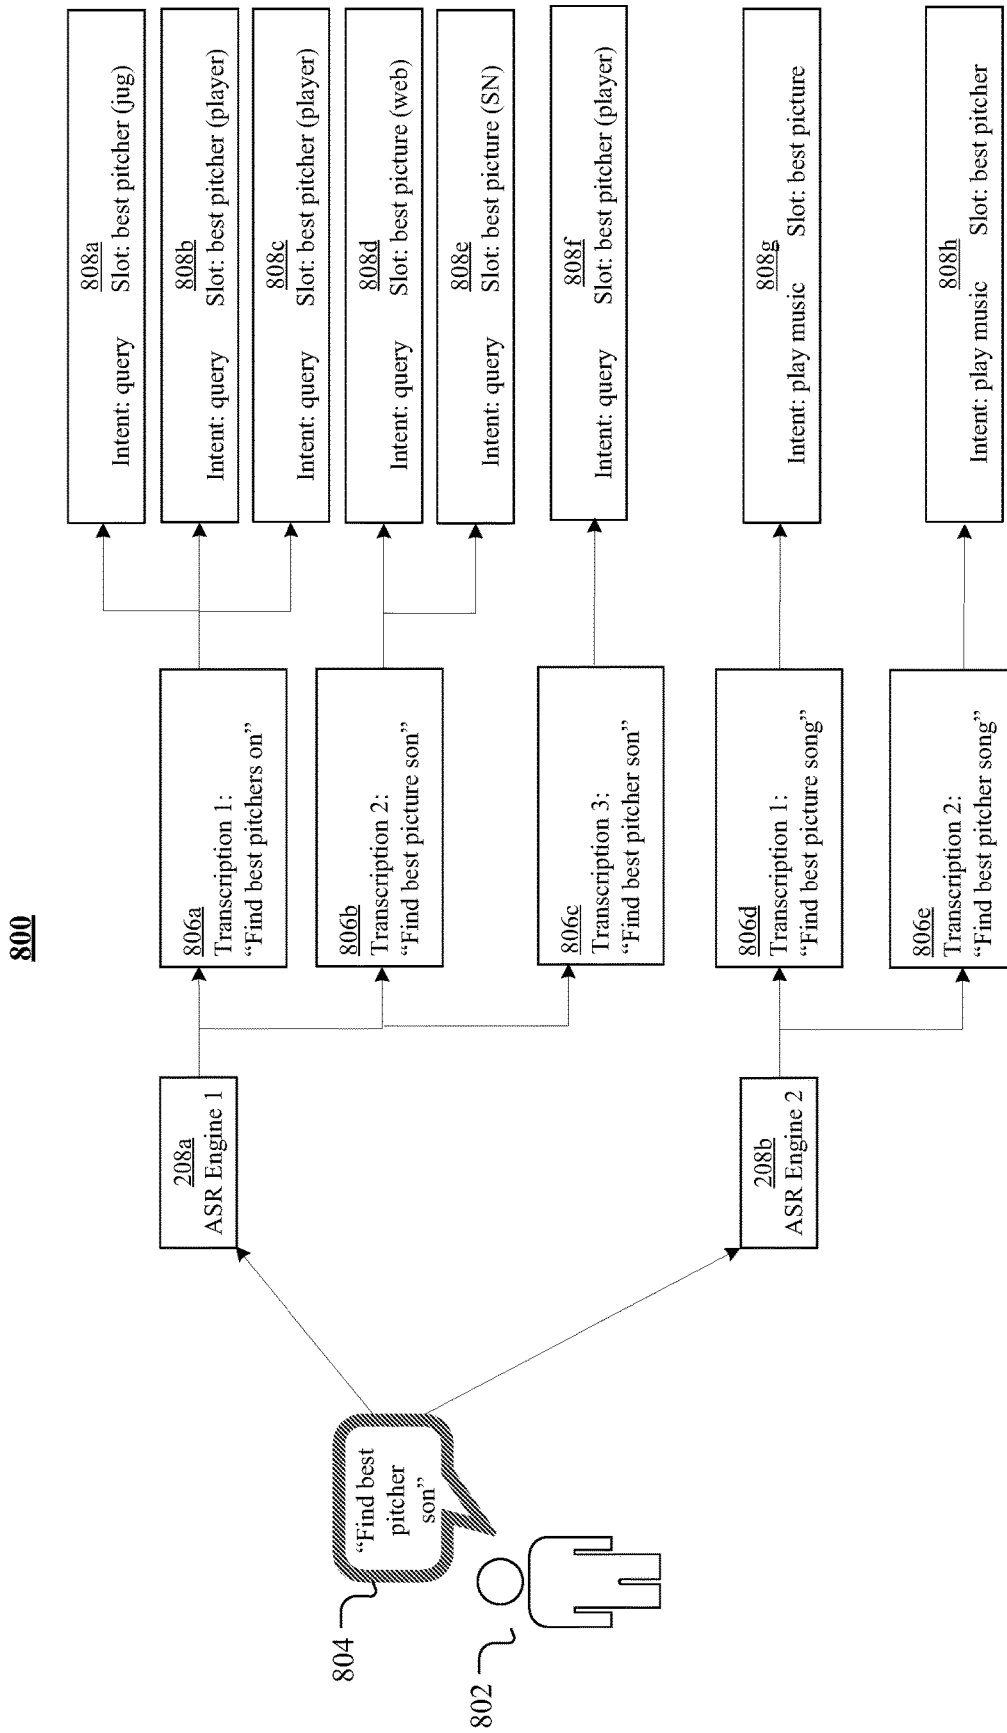 800
804
802
“Find best
pitcher
son”
208a
ASR Engine 1
208b
ASR Engine 2
806a
Transcription 1:
“Find best pitchers on”
806b
Transcription 2:
“Find best picture son”
806c
Transcription 3:
“Find best pitcher son”
806d
Transcription 1:
“Find best picture song”
806e
Transcription 2:
“Find best pitcher song”
808a
Intent: query Slot: best pitcher (jug)
808b
Intent: query Slot: best pitcher (player)
808c
Intent: query Slot: best pitcher (player)
808d
Intent: query Slot: best picture (web)
808e
Intent: query Slot: best picture (SN)
808f
Intent: query Slot: best pitcher (player)
808g
Intent: play music Slot: best picture
808h
Intent: play music Slot: best pitcher